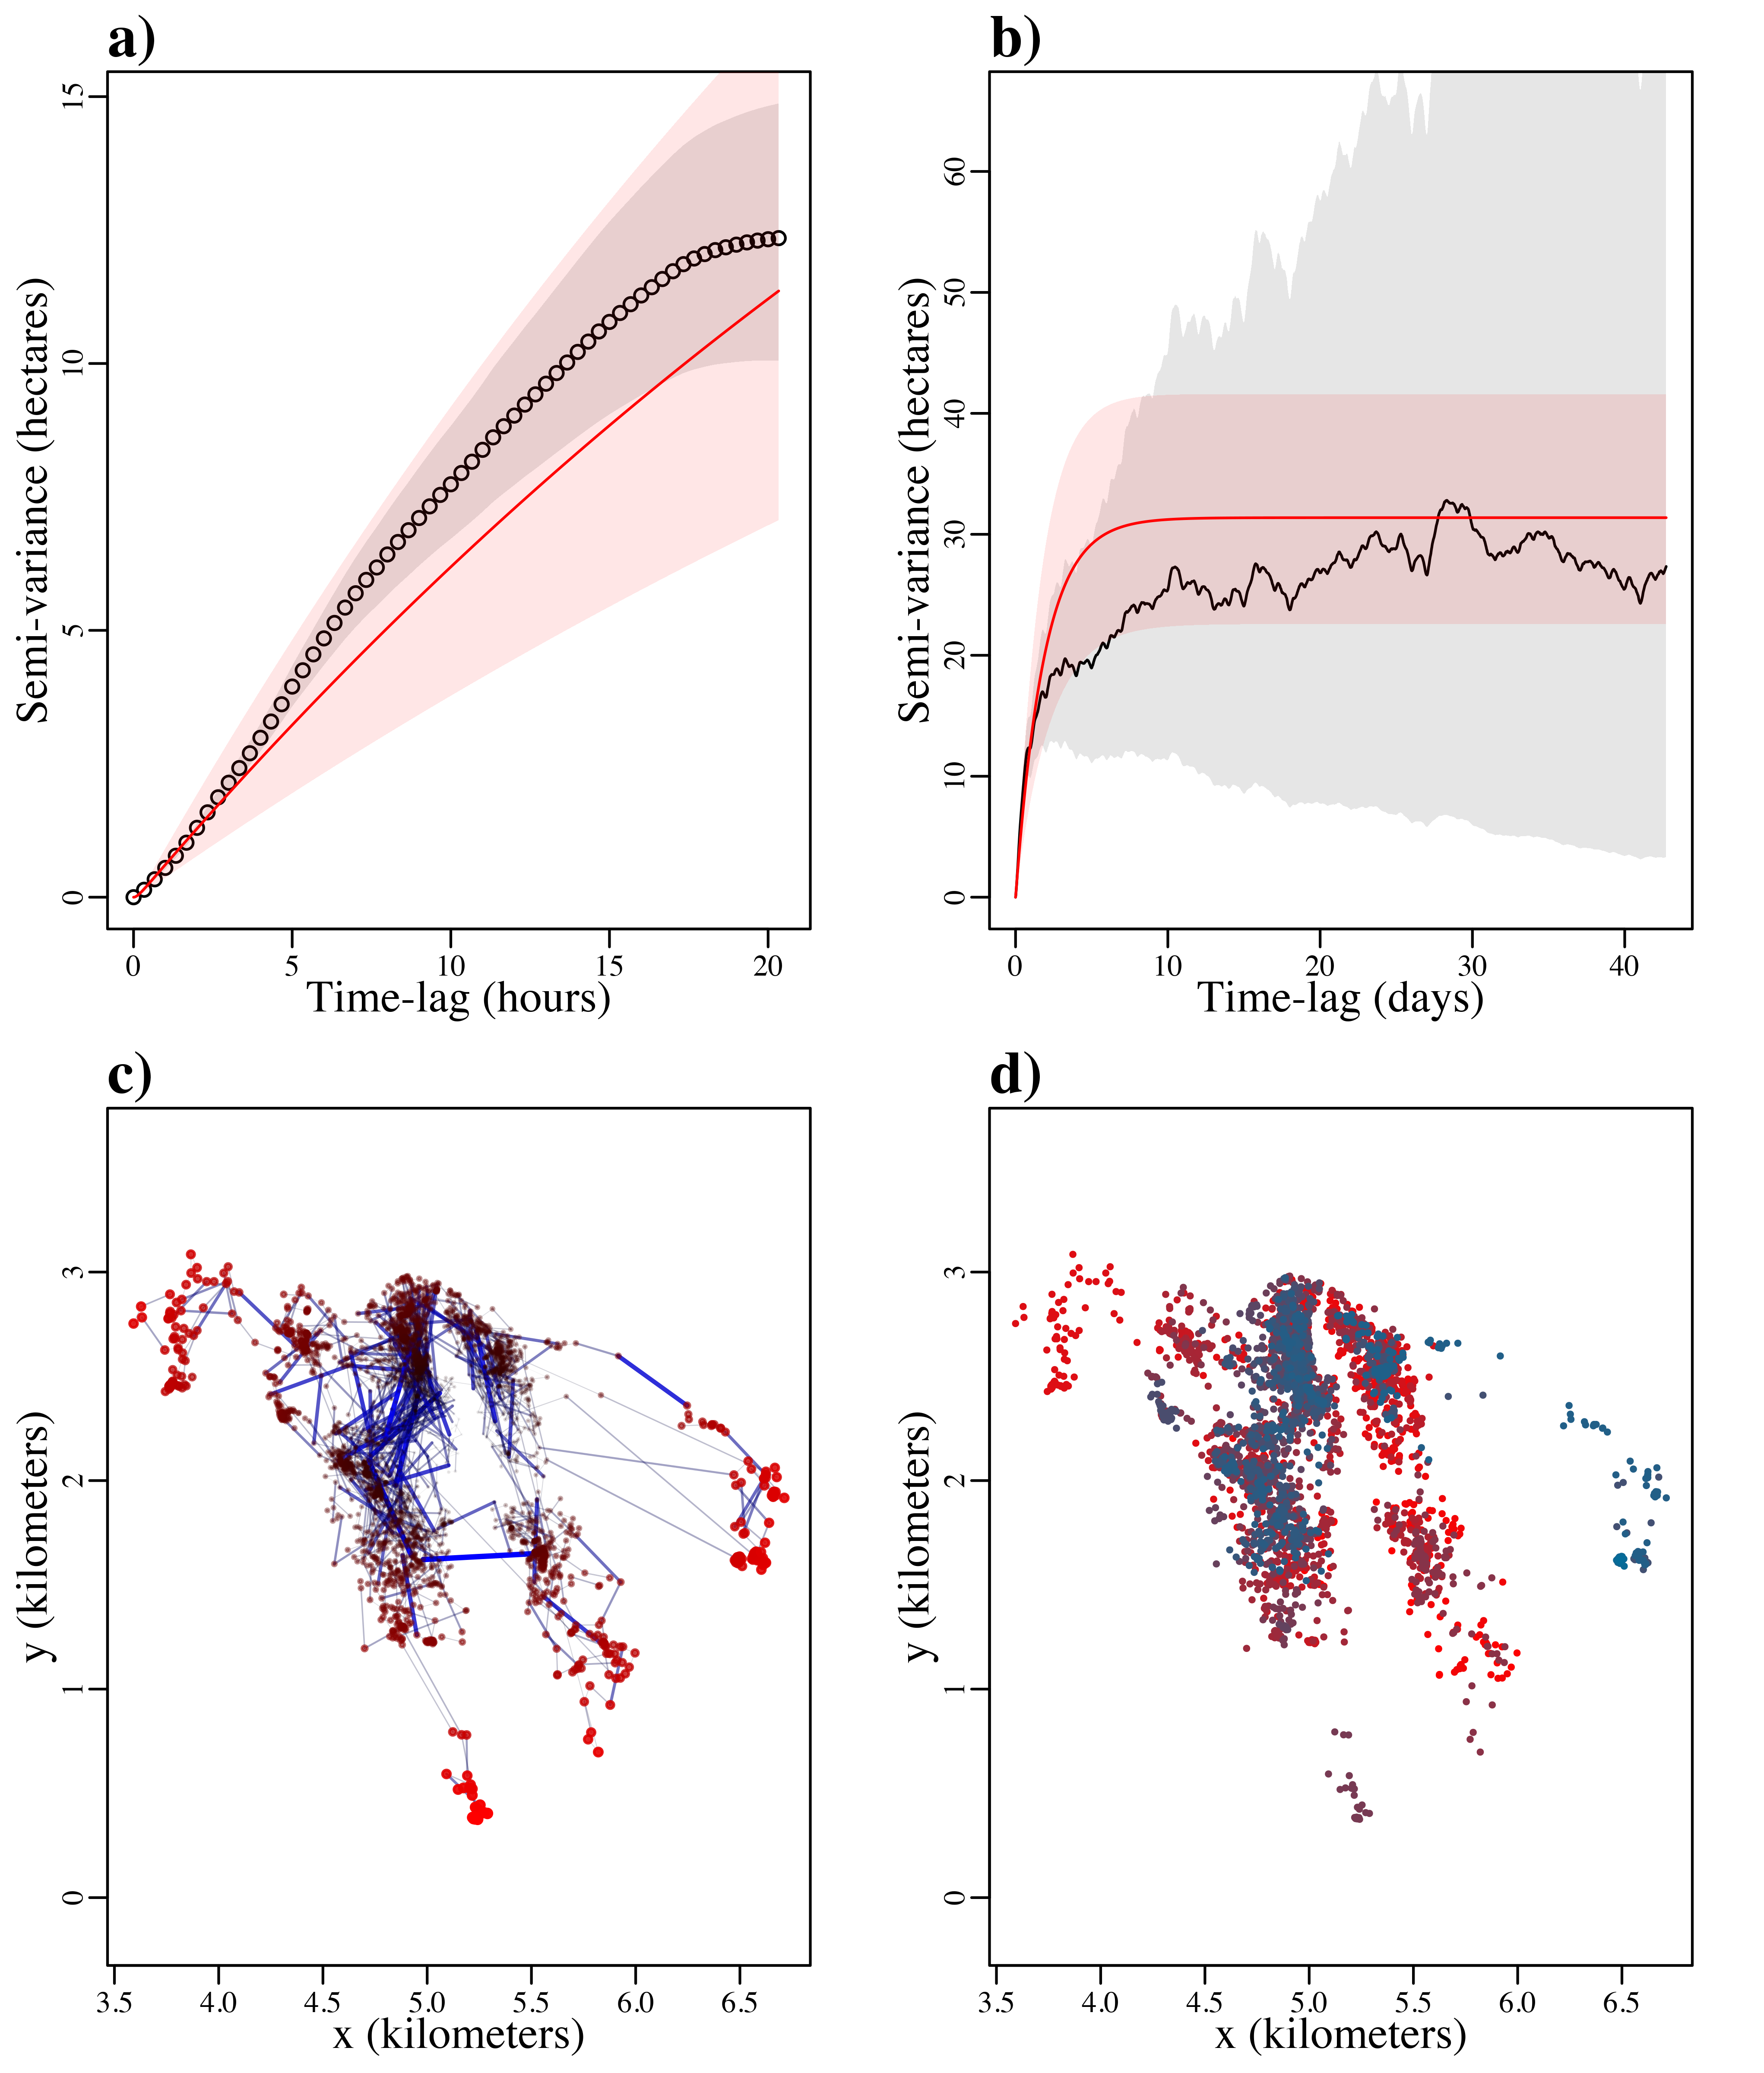 a)
15
10
5
0
Semi-variance (hectares)
0 5 10 15 20
Time-lag (hours)
b)
60
50
40
30
20
10
0
Semi-variance (hectares)
0 10 20 30 40
Time-lag (days)
c)
3
2
1
0
y (kilometers)
3.5 4.0 4.5 5.0 5.5 6.0 6.5
x (kilometers)
d)
3
2
1
0
y (kilometers)
3.5 4.0 4.5 5.0 5.5 6.0 6.5
x (kilometers)